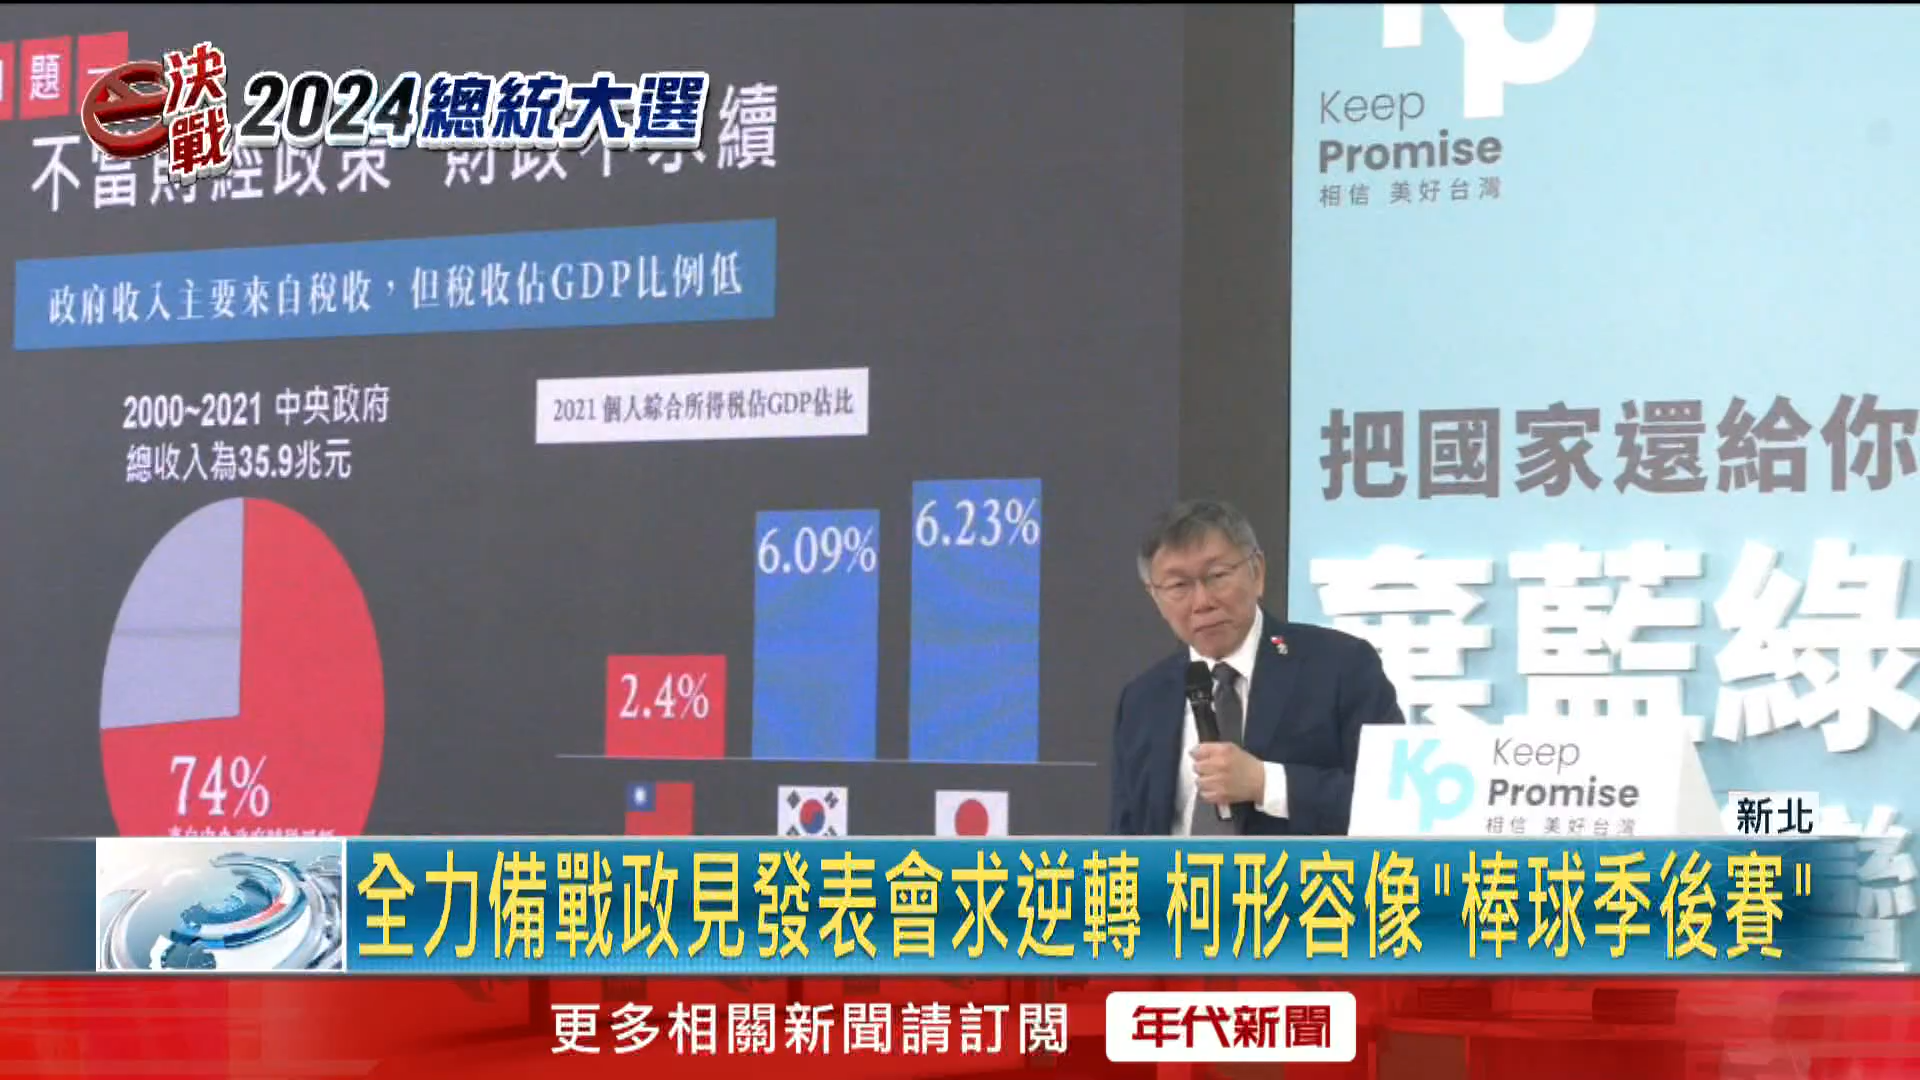 題一
決戰
2024總統大選
不當財經政策 財政不永續
政府收入主要來自稅收，但稅收佔GDP比例低
2000~2021 中央政府
總收入為35.9兆元
74%
2021 個人綜合所得稅佔GDP佔比
2.4%
6.09%
6.23%
KP
Keep
Promise
相信 美好台灣
把國家還給你
棄藍綠
KP
Keep
Promise
相信 美好台灣
新北
全力備戰政見發表會求逆轉 柯形容像"棒球季後賽"
更多相關新聞請訂閱
年代新聞